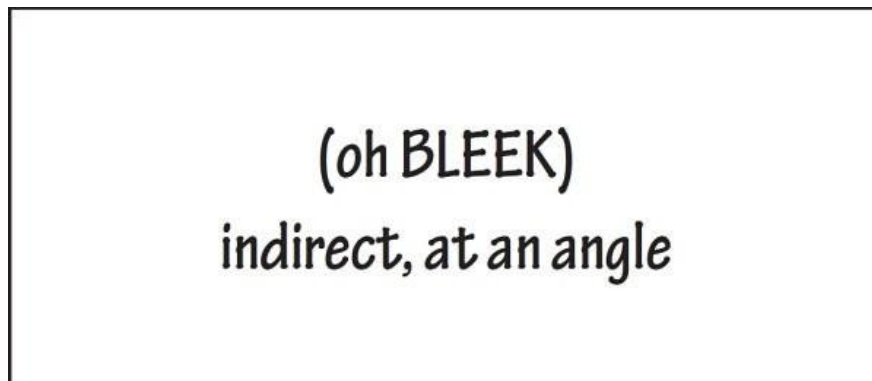 (oh BLEEK)
indirect, at an angle